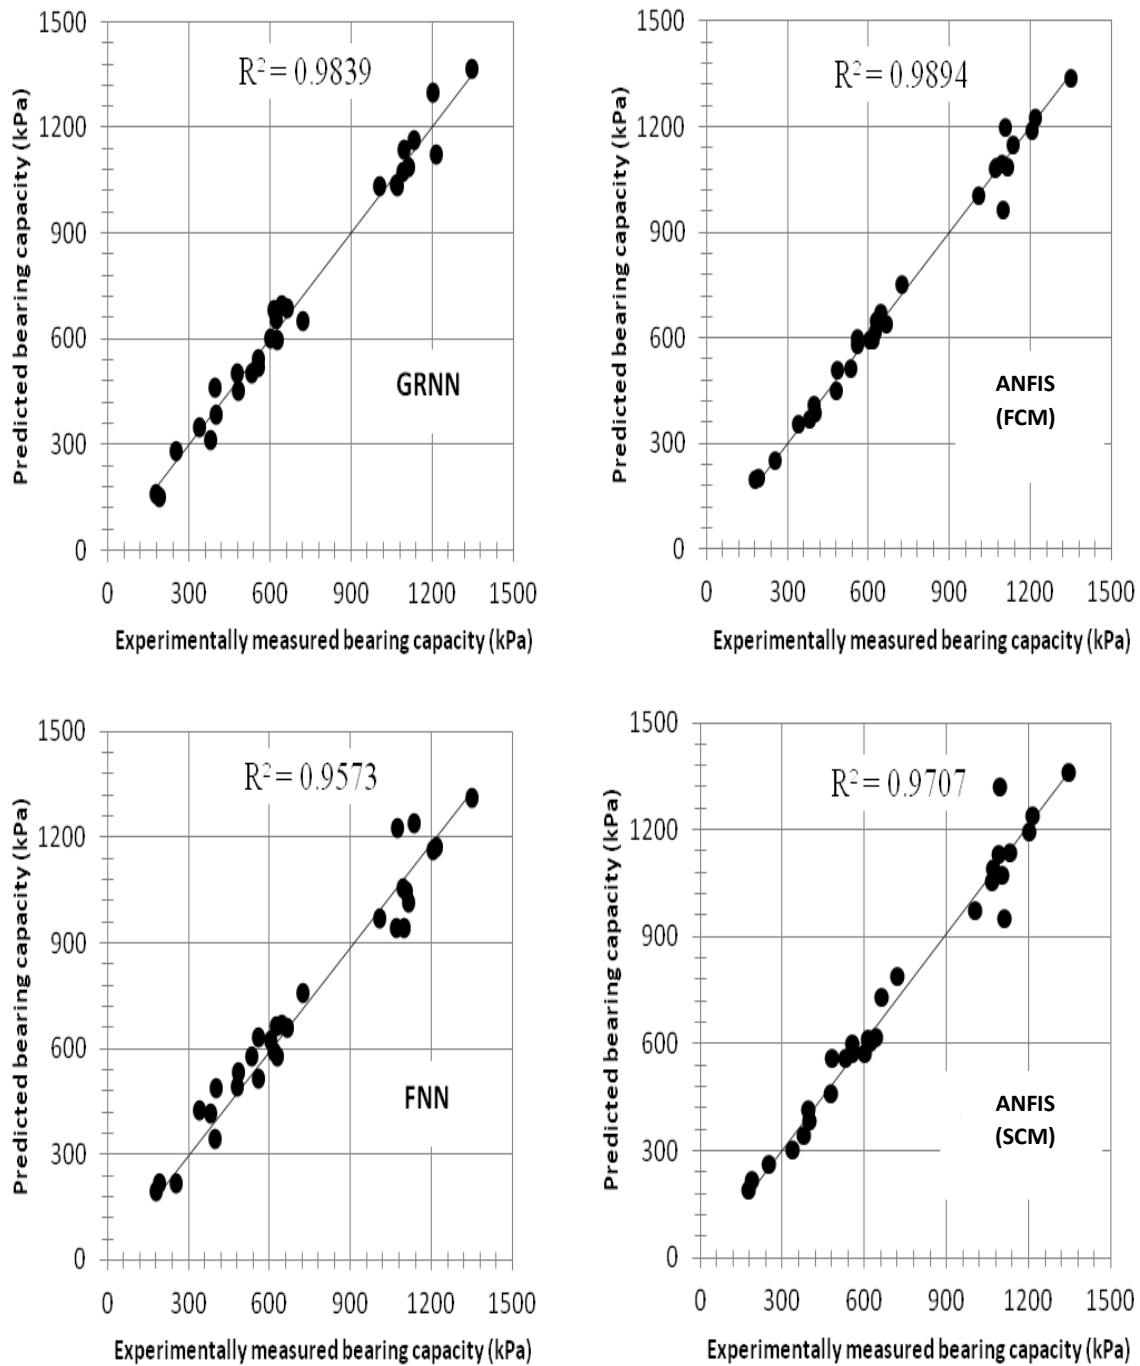 Predicted bearing capacity (kPa)
1500
1200
900
600
300
0
R² = 0.9839
GRNN
0 300 600 900 1200 1500
Experimentally measured bearing capacity (kPa)
Predicted bearing capacity (kPa)
1500
1200
900
600
300
0
R² = 0.9894
ANFIS
(FCM)
0 300 600 900 1200 1500
Experimentally measured bearing capacity (kPa)
Predicted bearing capacity (kPa)
1500
1200
900
600
300
0
R² = 0.9573
FNN
0 300 600 900 1200 1500
Experimentally measured bearing capacity (kPa)
Predicted bearing capacity (kPa)
1500
1200
900
600
300
0
R² = 0.9707
ANFIS
(SCM)
0 300 600 900 1200 1500
Experimentally measured bearing capacity (kPa)